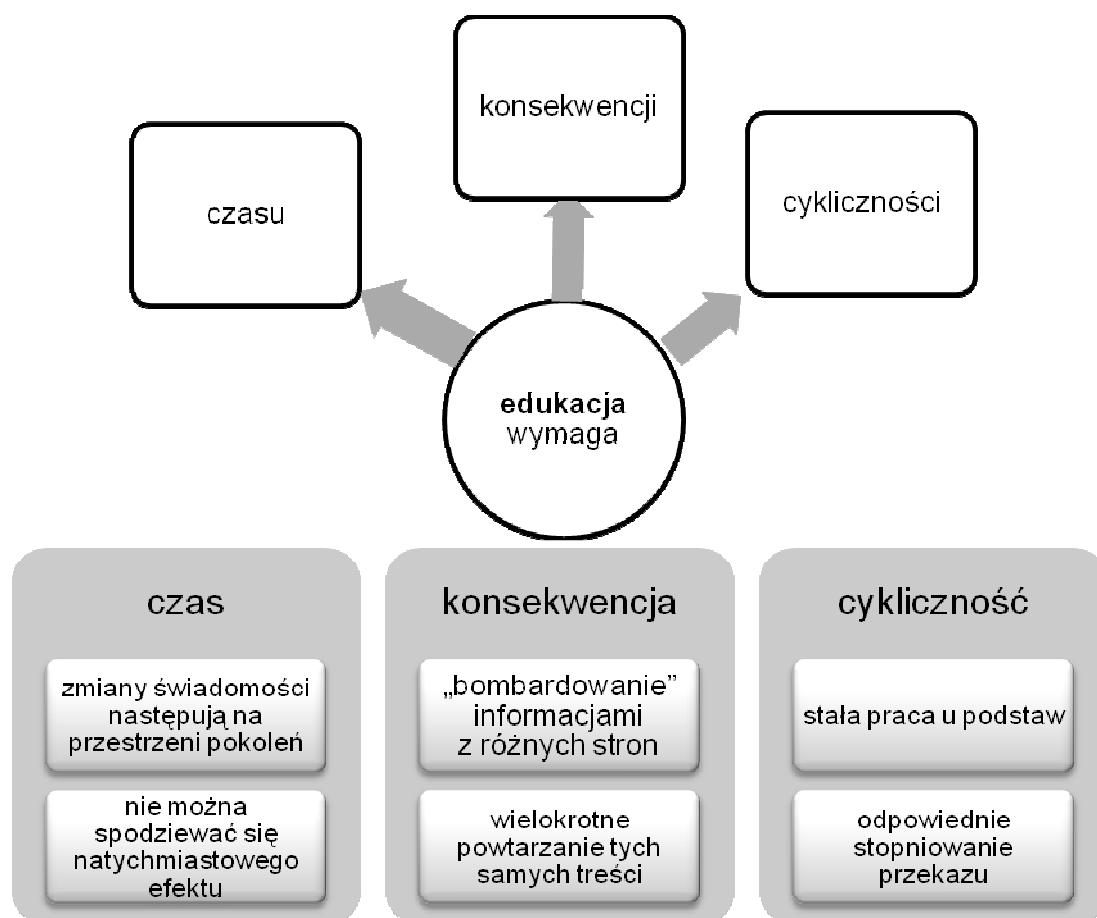 konsekwencji
czasu
cykliczności
edukacja
wymaga
czas
zmiany świadomości
następują na
przestrzeni pokoleń
nie można
spodziewać się
natychmiastowego
efektu
konsekwencja
„bombardowanie”
informacjami
z różnych stron
wielokrotne
powtarzanie tych
samych treści
cykliczność
stała praca u podstaw
odpowiednie
stopniowanie
przekazu